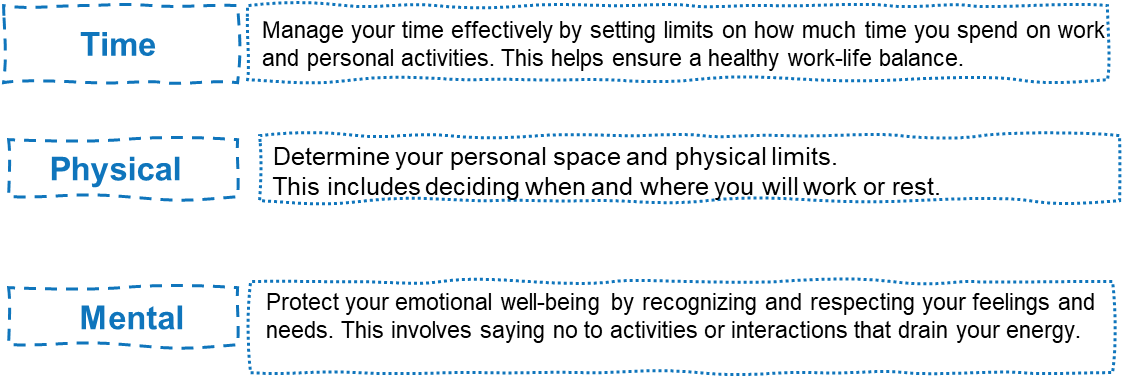 Time
Manage your time effectively by setting limits on how much time you spend on work
and personal activities. This helps ensure a healthy work-life balance.
Physical
Determine your personal space and physical limits.
This includes deciding when and where you will work or rest.
Mental
Protect your emotional well-being by recognizing and respecting your feelings and
needs. This involves saying no to activities or interactions that drain your energy.